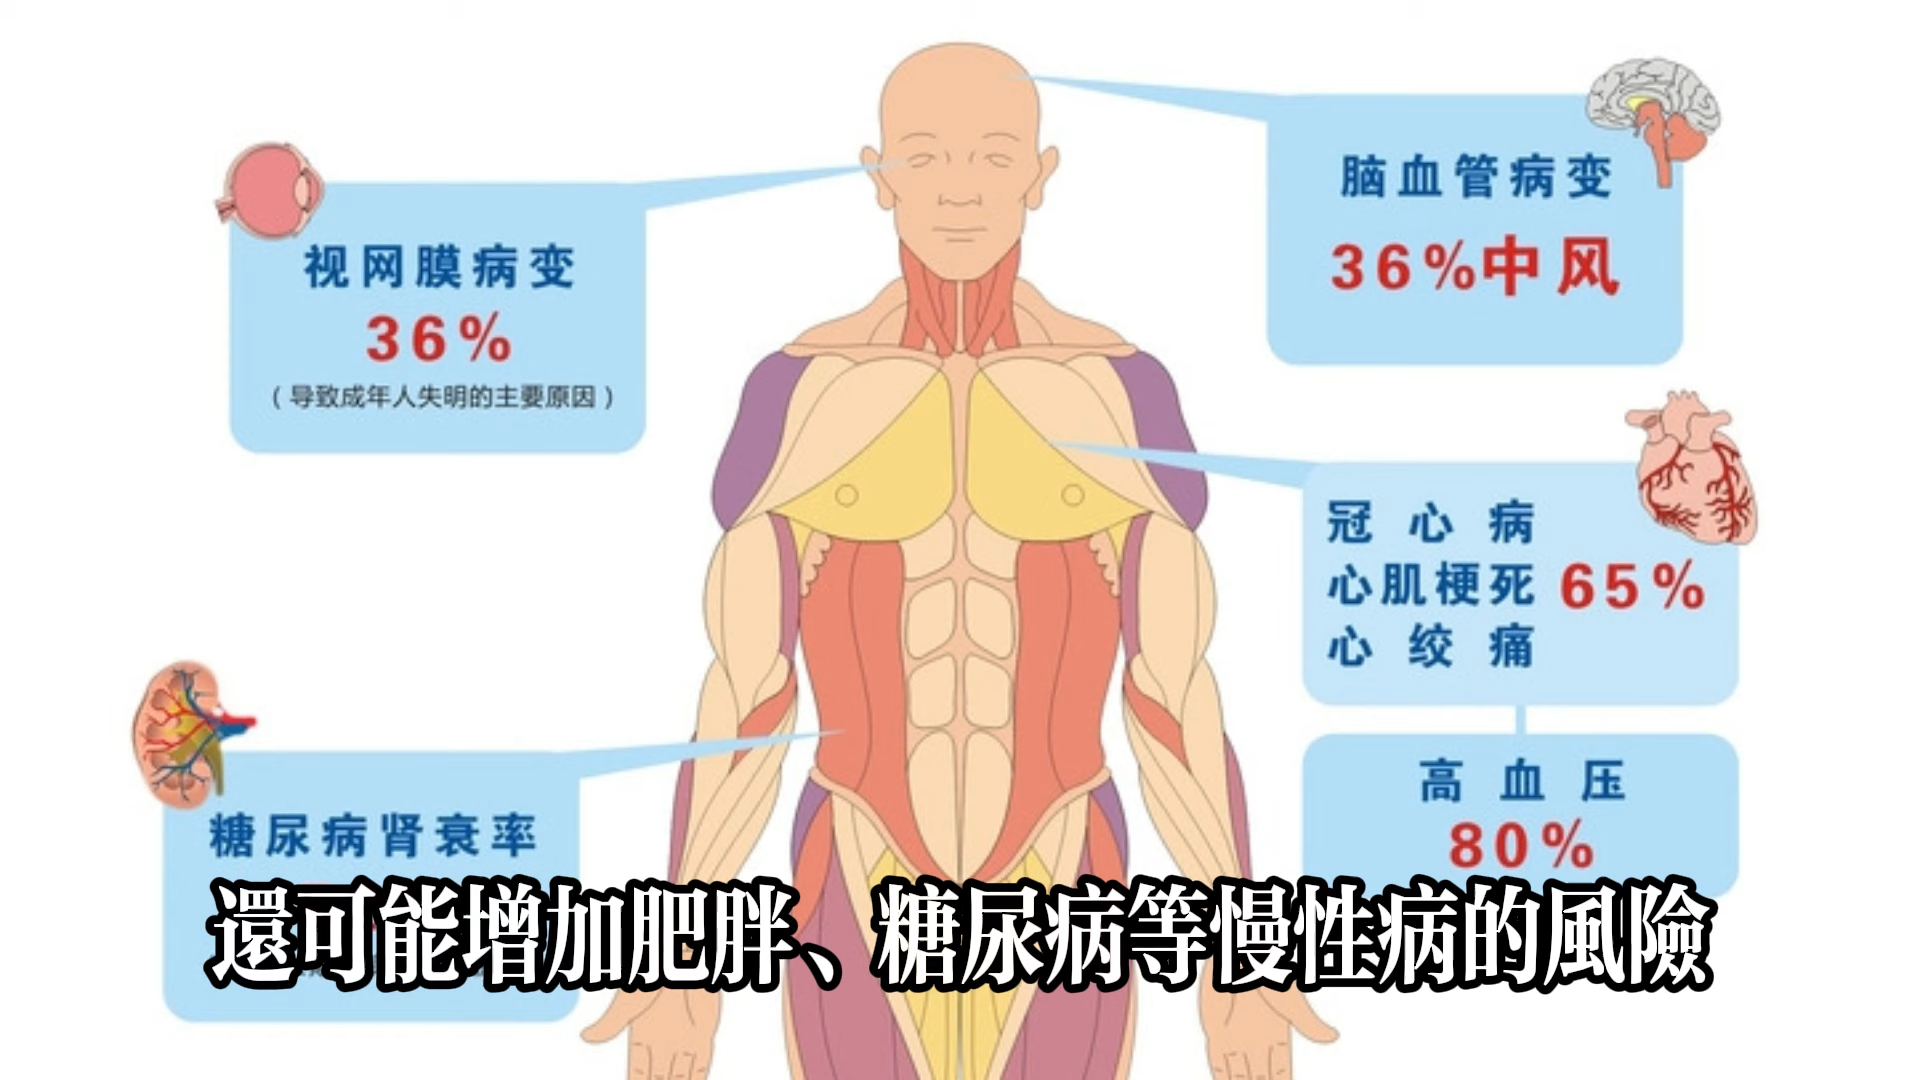 视网膜病变
36%
（导致成年人失明的主要原因）
脑血管病变
36%中风
冠心病
心肌梗死 65%
心绞痛
高血压
80%
糖尿病肾衰率
還可能增加肥胖、糖尿病等慢性病的風險